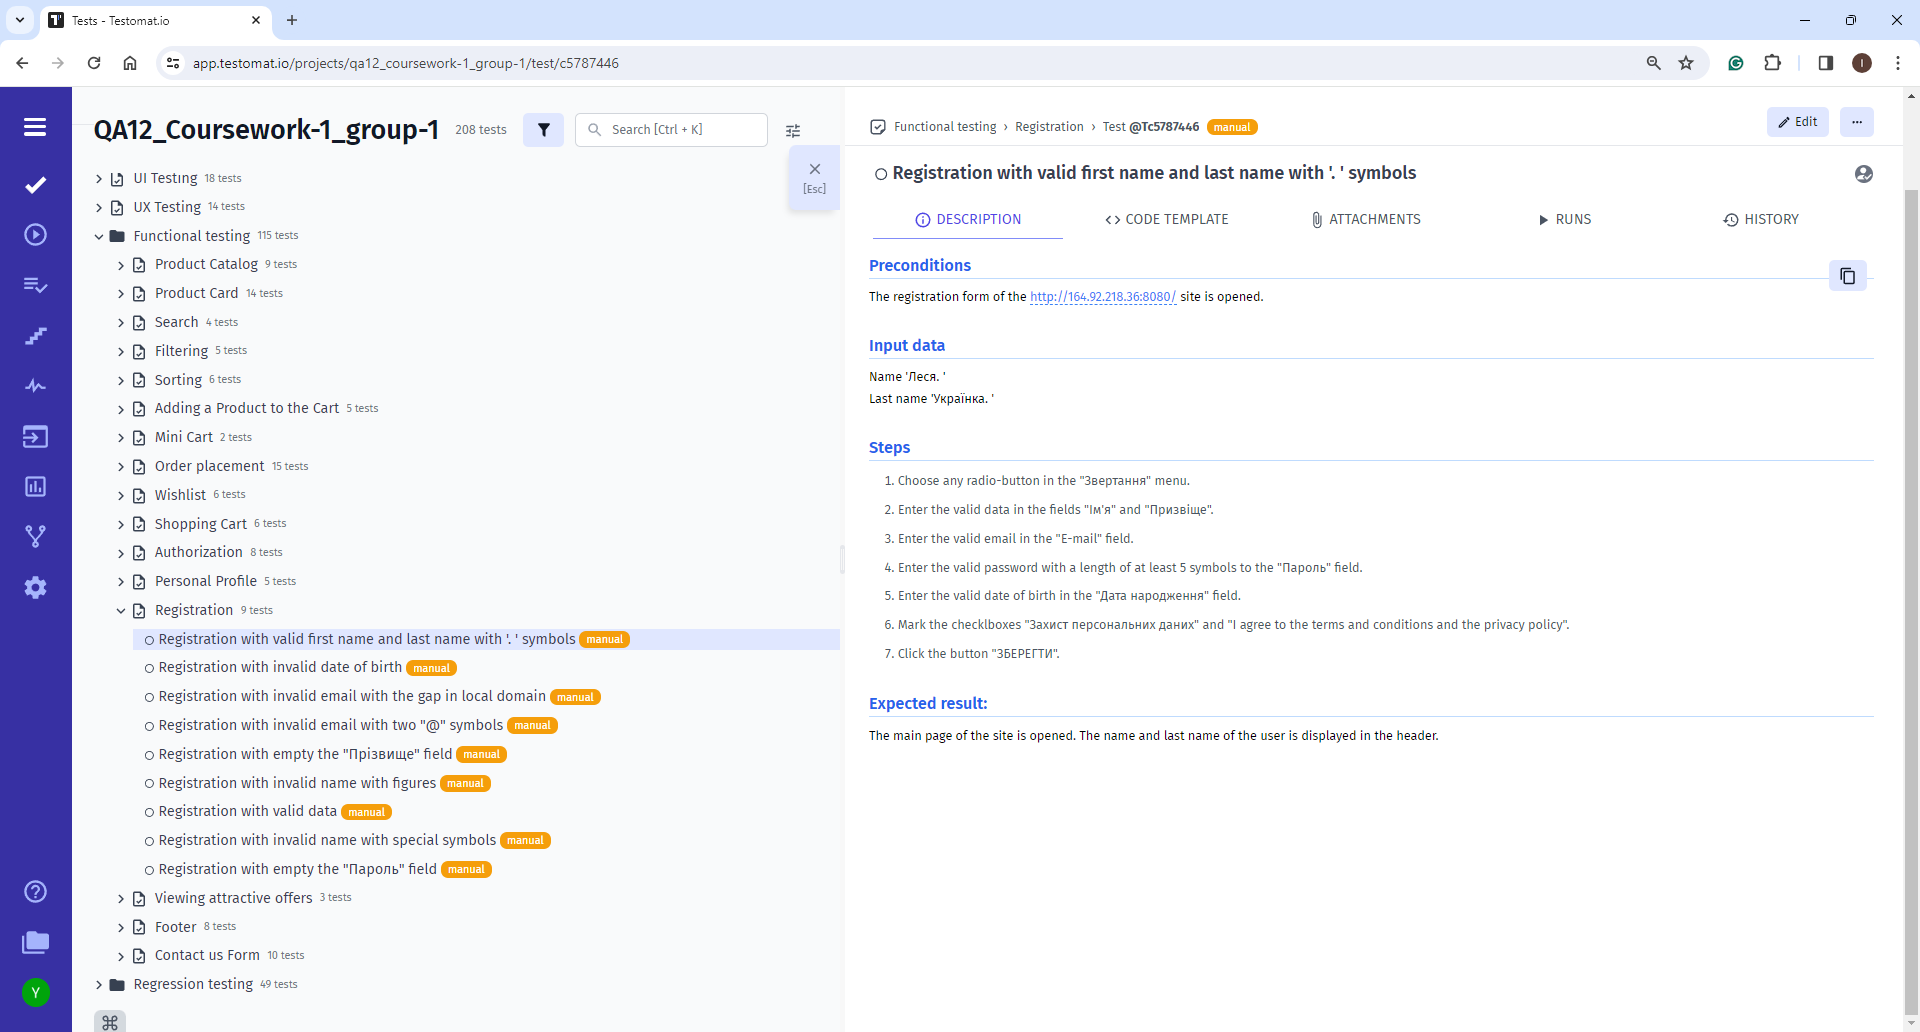 Tests - Testomat.io
app.testomat.io/projects/qa12_coursework-1_group-1/test/c5787446
I
QA12_Coursework-1_group-1 208 tests
Search [Ctrl + K]
[Esc]
UI Testing 18 tests
UX Testing 14 tests
Functional testing 115 tests
Product Catalog 9 tests
Product Card 14 tests
Search 4 tests
Filtering 5 tests
Sorting 6 tests
Adding a Product to the Cart 5 tests
Mini Cart 2 tests
Order placement 15 tests
Wishlist 6 tests
Shopping Cart 6 tests
Authorization 8 tests
Personal Profile 5 tests
Registration 9 tests
Registration with valid first name and last name with '. ' symbols manual
Registration with invalid date of birth manual
Registration with invalid email with the gap in local domain manual
Registration with invalid email with two "@" symbols manual
Registration with empty the "Прізвище" field manual
Registration with invalid name with figures manual
Registration with valid data manual
Registration with invalid name with special symbols manual
Registration with empty the "Пароль" field manual
Viewing attractive offers 3 tests
Footer 8 tests
Contact us Form 10 tests
Regression testing 49 tests
Y
Functional testing › Registration › Test @Tc5787446 manual
Edit
Registration with valid first name and last name with '. ' symbols
DESCRIPTION
CODE TEMPLATE
ATTACHMENTS
RUNS
HISTORY
Preconditions
The registration form of the http://164.92.218.36:8080/ site is opened.
Input data
Name 'Леся. '
Last name 'Українка. '
Steps
1. Choose any radio-button in the "Звертання" menu.
2. Enter the valid data in the fields "Ім'я" and "Призвіще".
3. Enter the valid email in the "E-mail" field.
4. Enter the valid password with a length of at least 5 symbols to the "Пароль" field.
5. Enter the valid date of birth in the "Дата народження" field.
6. Mark the checklboxes "Захист персональних даних" and "I agree to the terms and conditions and the privacy policy".
7. Click the button "ЗБЕРЕГТИ".
Expected result:
The main page of the site is opened. The name and last name of the user is displayed in the header.